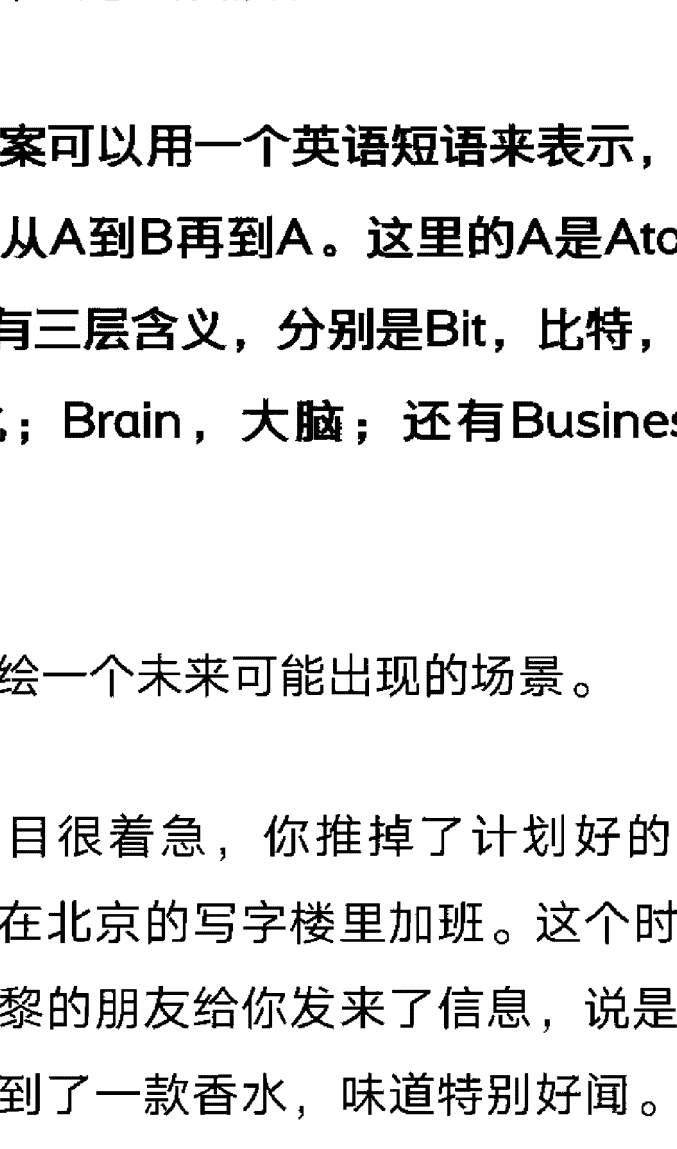 案可以用一个英语短语来表示，
从A到B再到A。这里的A是Ato
有三层含义，分别是Bit，比特，
；Brain，大脑；还有Busines
绘一个未来可能出现的场景。
目很着急，你推掉了计划好的
在北京的写字楼里加班。这个时
黎的朋友给你发来了信息，说是
到了一款香水，味道特别好闻。